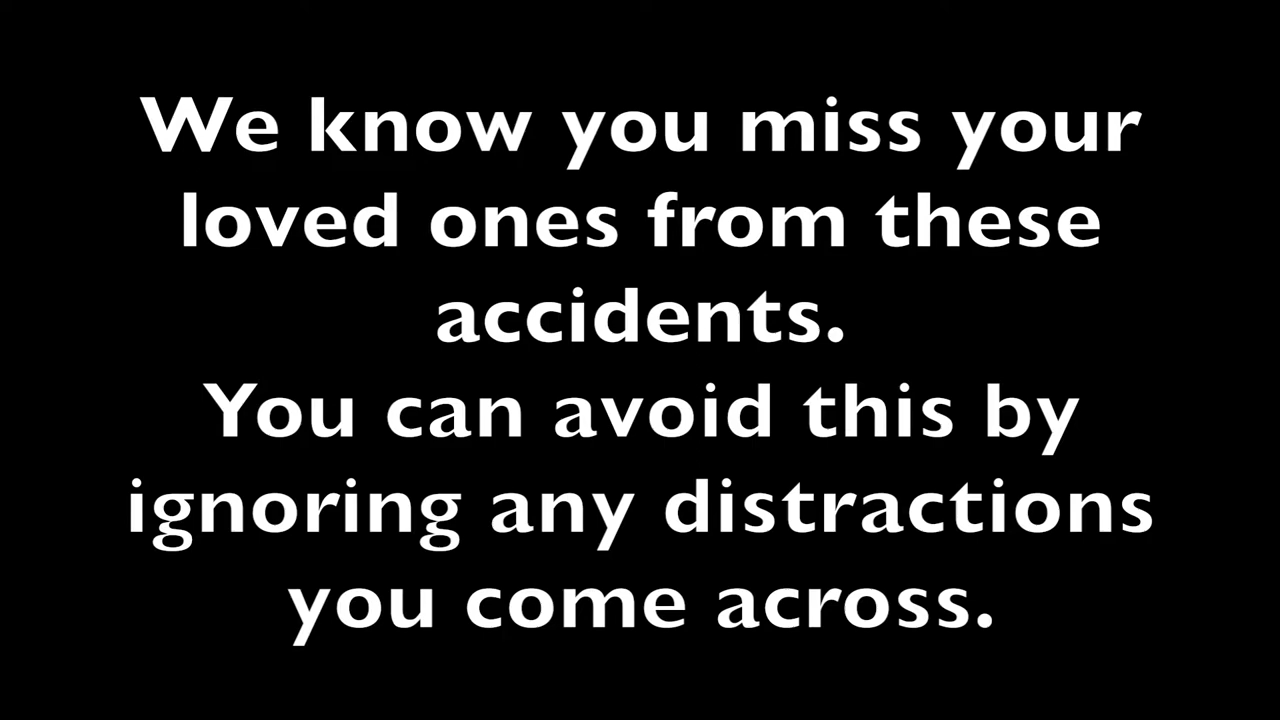 We know you miss your
loved ones from these
accidents.
You can avoid this by
ignoring any distractions
you come across.